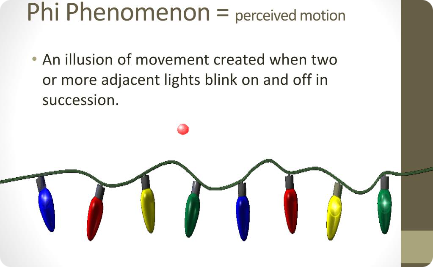 Phi Phenomenon = perceived motion
• An illusion of movement created when two
or more adjacent lights blink on and off in
succession.